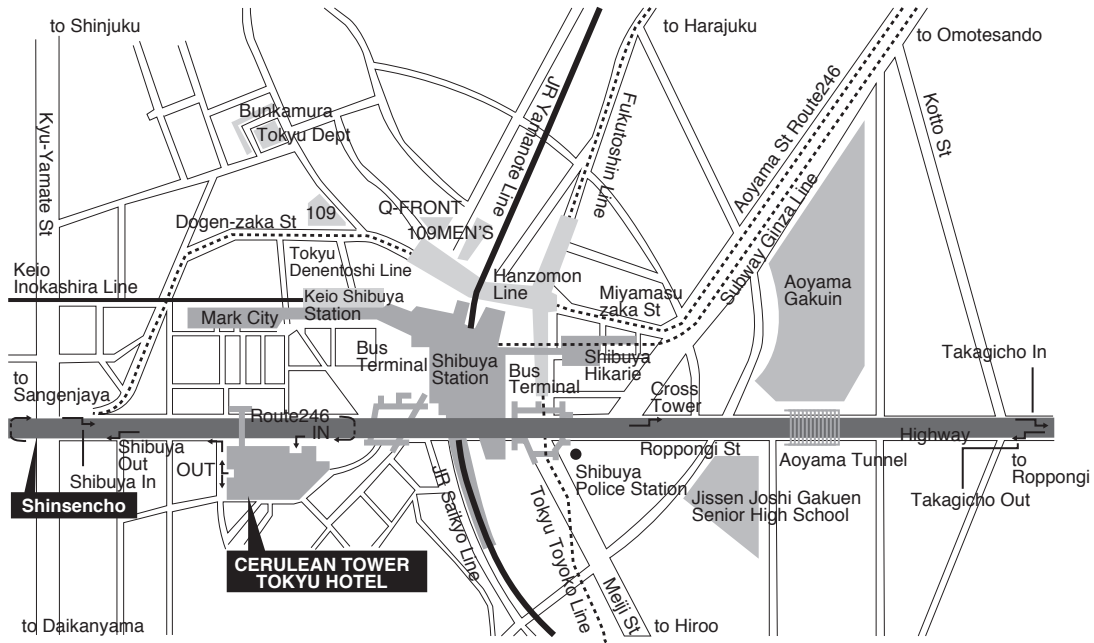 to Shinjuku
to Harajuku
to Omotesando
Kyu-Yamate St
Bunkamura
Tokyu Dept
JR Yamanote Line
Fukutoshin Line
Aoyama St Route246
Subway Ginza Line
Kotto St
Dogen-zaka St
109
Q-FRONT
109MEN'S
Tokyu
Denentoshi Line
Hanzomon
Line
Miyamasu
zaka St
Aoyama
Gakuin
Keio
Inokashira Line
Keio Shibuya
Station
Mark City
Bus
Terminal
Shibuya
Station
Bus
Terminal
Shibuya
Hikarie
Cross
Tower
Takagicho In
to
Sangenjaya
Route246
IN
Highway
Shibuya
Out
Shibuya In
OUT
Roppongi St
Aoyama Tunnel
to
Roppongi
Takagicho Out
Shibuya
Police Station
Jissen Joshi Gakuen
Senior High School
Shinsencho
CERULEAN TOWER
TOKYU HOTEL
JR Saikyo Line
Tokyu Toyoko Line
Meiji St
to Daikanyama
to Hiroo